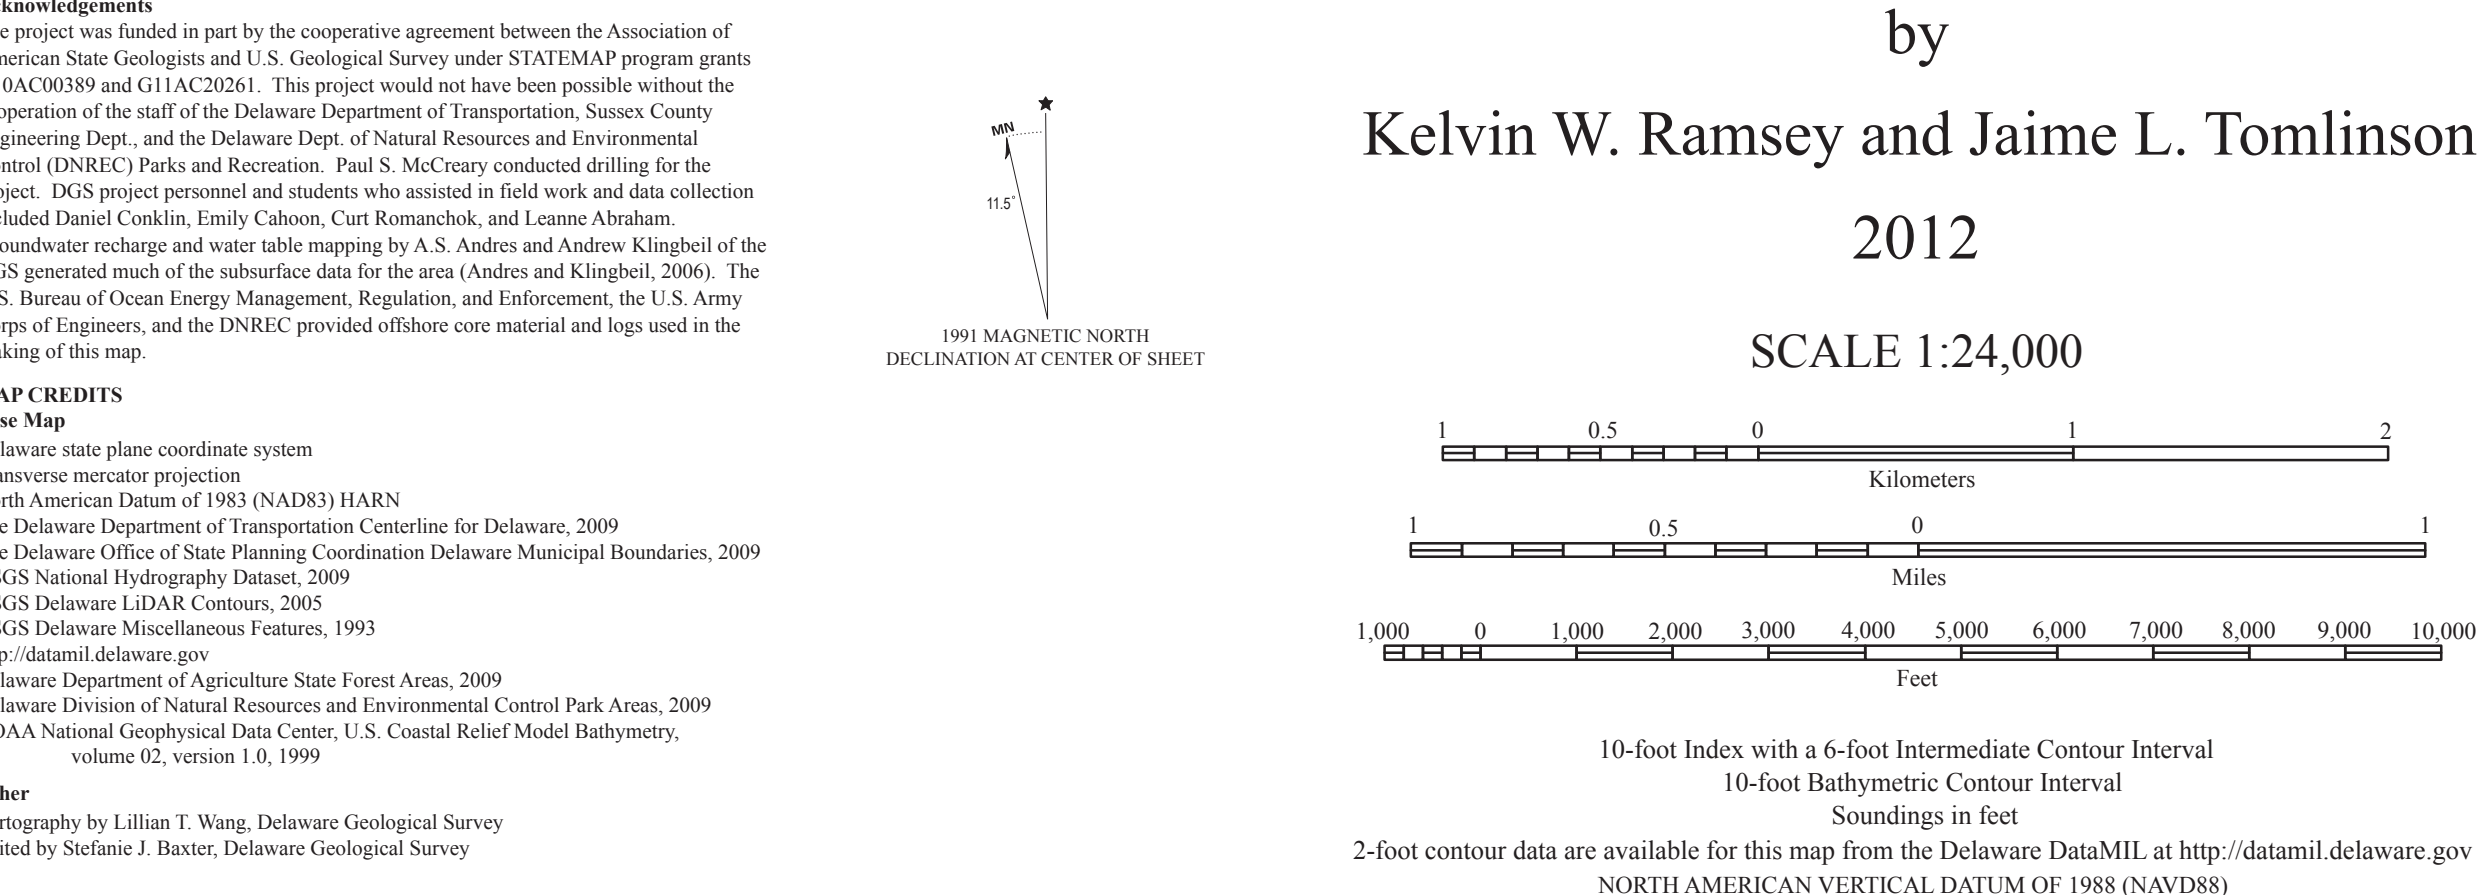 cknowledgements
e project was funded in part by the cooperative agreement between the Association of
merican State Geologists and U.S. Geological Survey under STATEMAP program grants
10AC00389 and G11AC20261.  This project would not have been possible without the
operation of the staff of the Delaware Department of Transportation, Sussex County
gineering Dept., and the Delaware Dept. of Natural Resources and Environmental
ntrol (DNREC) Parks and Recreation.  Paul S. McCreary conducted drilling for the
oject.  DGS project personnel and students who assisted in field work and data collection
cluded Daniel Conklin, Emily Cahoon, Curt Romanchok, and Leanne Abraham.
oundwater recharge and water table mapping by A.S. Andres and Andrew Klingbeil of the
GS generated much of the subsurface data for the area (Andres and Klingbeil, 2006).  The
S. Bureau of Ocean Energy Management, Regulation, and Enforcement, the U.S. Army
rps of Engineers, and the DNREC provided offshore core material and logs used in the
aking of this map.
AP CREDITS
se Map
laware state plane coordinate system
ansverse mercator projection
rth American Datum of 1983 (NAD83) HARN
e Delaware Department of Transportation Centerline for Delaware, 2009
e Delaware Office of State Planning Coordination Delaware Municipal Boundaries, 2009
GS National Hydrography Dataset, 2009
GS Delaware LiDAR Contours, 2005
GS Delaware Miscellaneous Features, 1993
p://datamil.delaware.gov
laware Department of Agriculture State Forest Areas, 2009
laware Division of Natural Resources and Environmental Control Park Areas, 2009
OAA National Geophysical Data Center, U.S. Coastal Relief Model Bathymetry,
volume 02, version 1.0, 1999
her
rtography by Lillian T. Wang, Delaware Geological Survey
ited by Stefanie J. Baxter, Delaware Geological Survey
MN
11.5°
1991 MAGNETIC NORTH
DECLINATION AT CENTER OF SHEET
by
Kelvin W. Ramsey and Jaime L. Tomlinson
2012
SCALE 1:24,000
1 0.5 0 1 2
Kilometers
1 0.5 0 1
Miles
1,000 0 1,000 2,000 3,000 4,000 5,000 6,000 7,000 8,000 9,000 10,000
Feet
10-foot Index with a 6-foot Intermediate Contour Interval
10-foot Bathymetric Contour Interval
Soundings in feet
2-foot contour data are available for this map from the Delaware DataMIL at http://datamil.delaware.gov
NORTH AMERICAN VERTICAL DATUM OF 1988 (NAVD88)